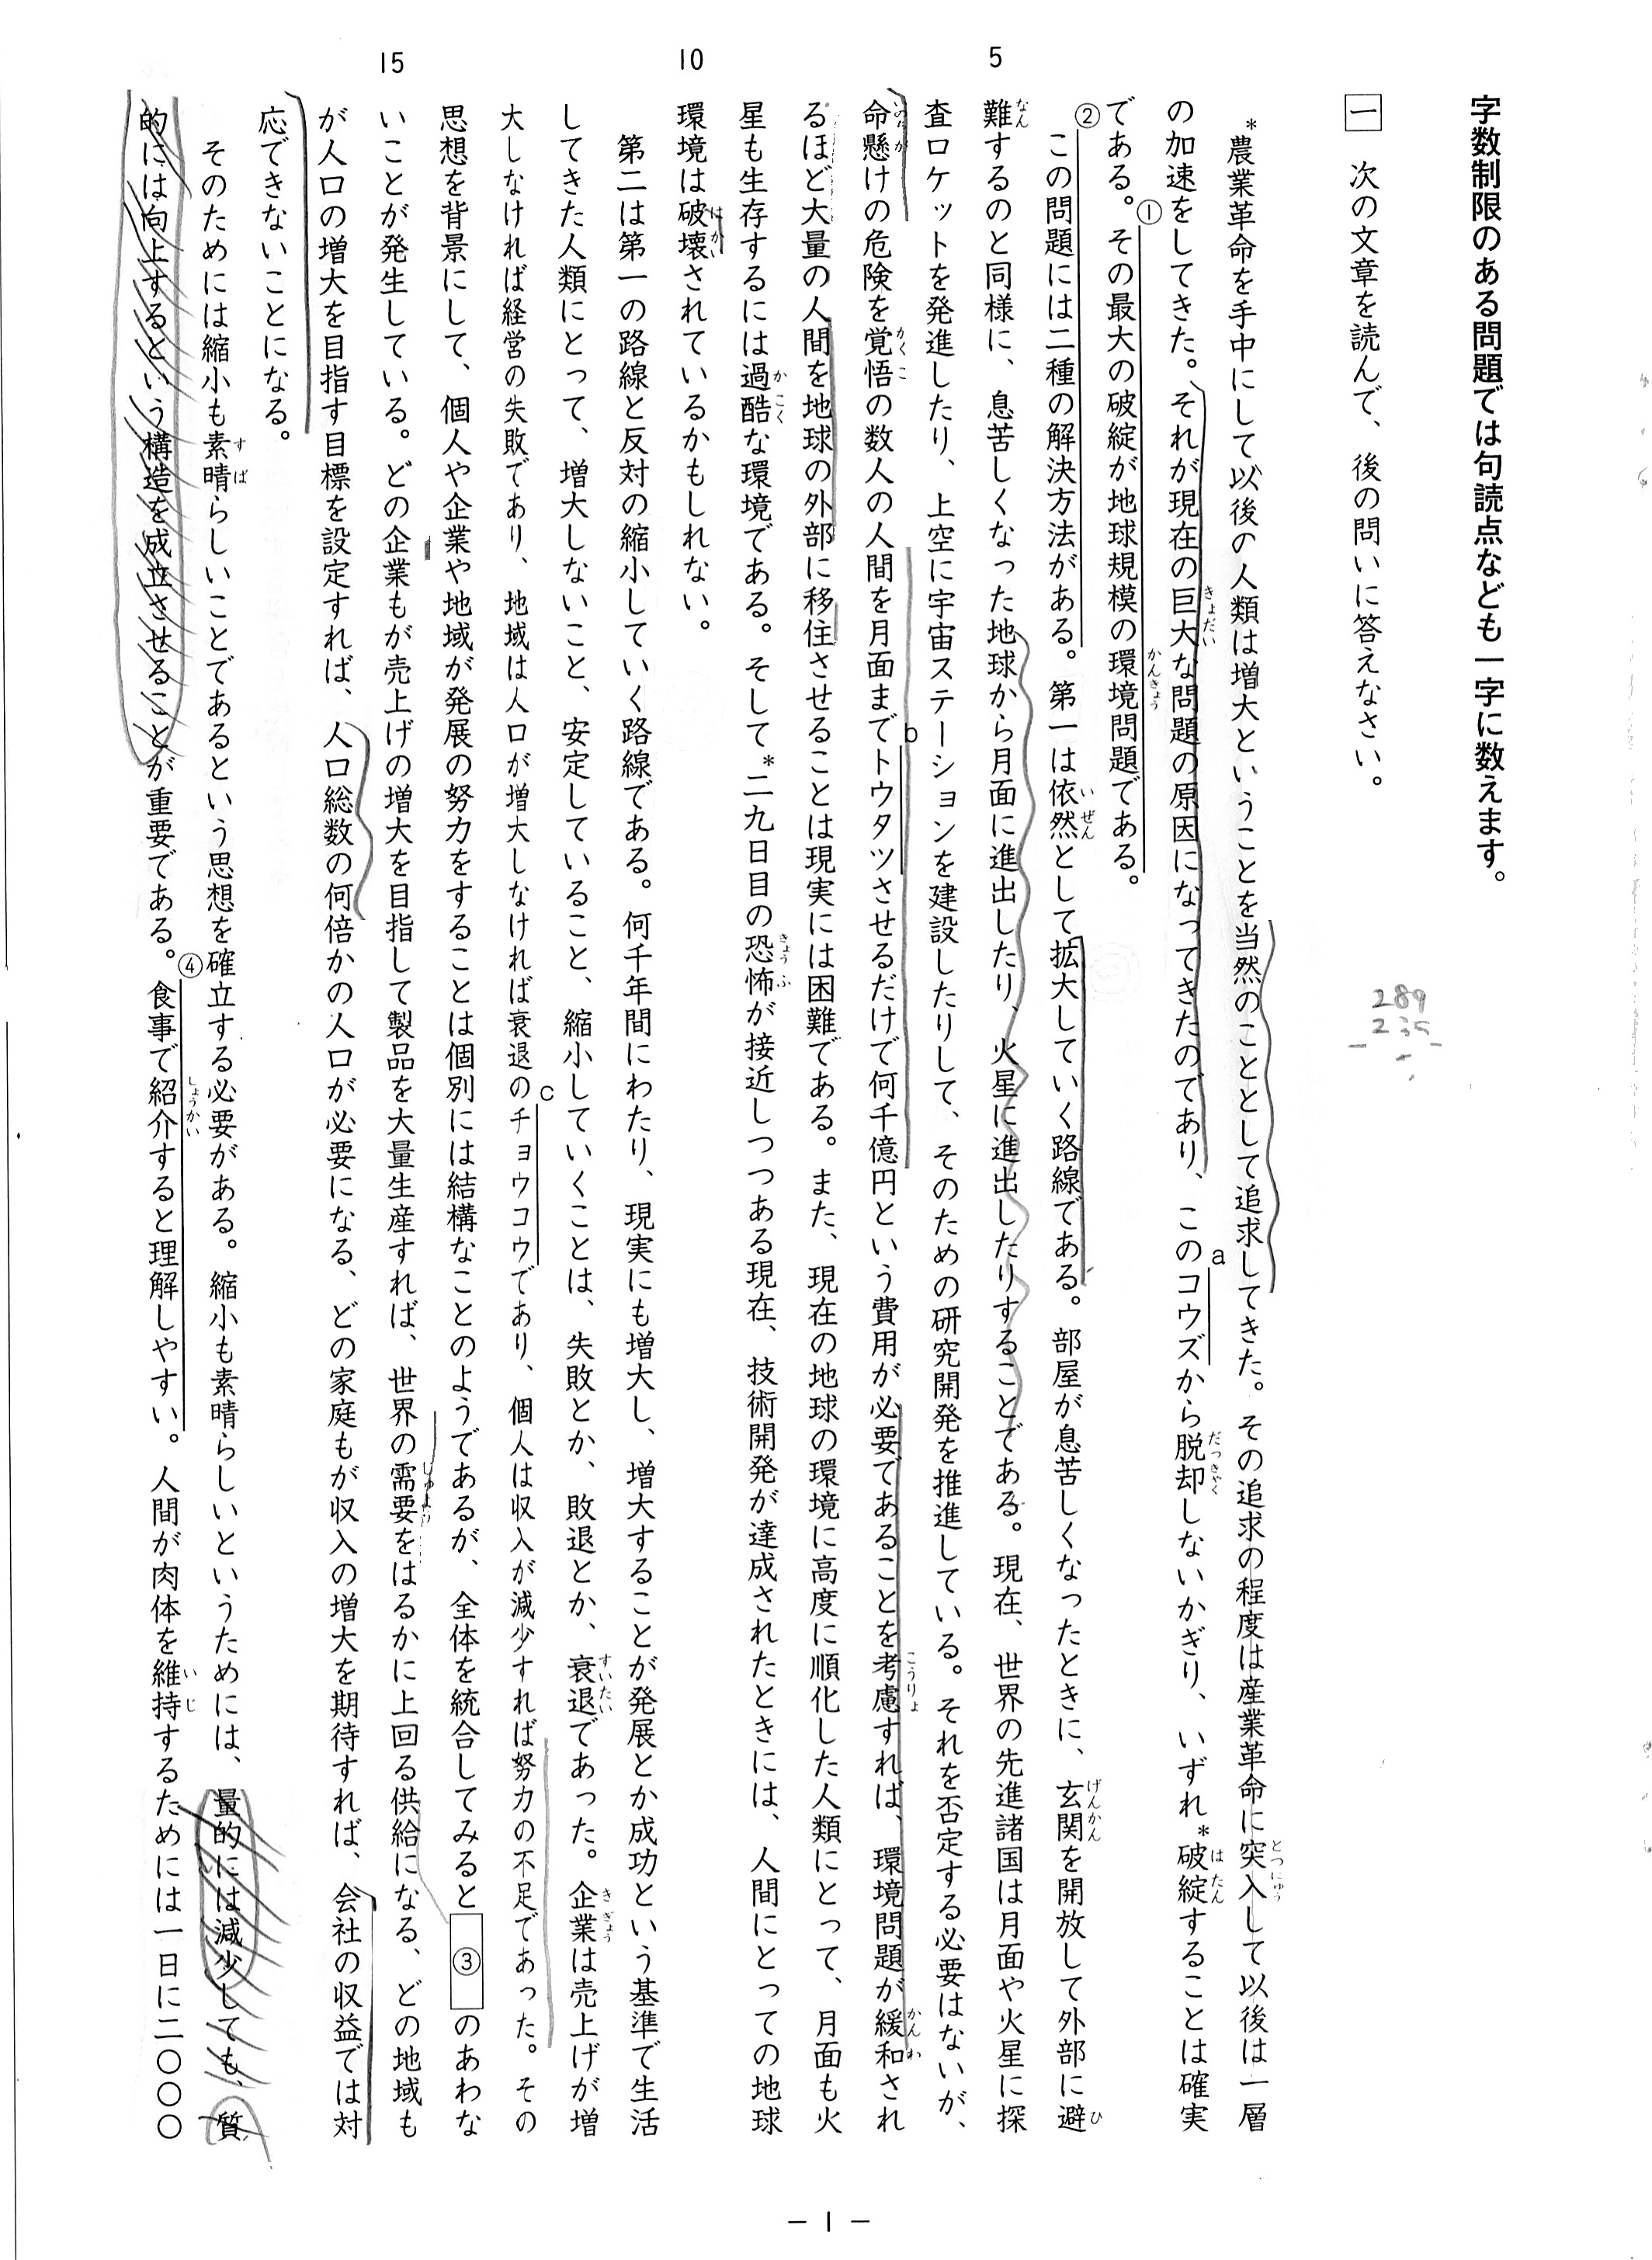 字数制限のある問題では句読点なども一字に数えます。
一 次の文章を読んで、後の問いに答えなさい。
289
235
*農業革命を手中にして以後の人類は増大ということを当然のこととして追求してきた。その追求の程度は産業革命に突入して以後は一層
の加速をしてきた。それが現在の巨大な問題の原因になってきたのであり、このaコウズから脱却しないかぎり、いずれ*破綻することは確実
である。①その最大の破綻が地球規模の環境問題である。
②この問題には二種の解決方法がある。第一は依然として拡大していく路線である。部屋が息苦しくなったときに、玄関を開放して外部に避
5 難するのと同様に、息苦しくなった地球から月面に進出したり、火星に進出したりすることである。現在、世界の先進諸国は月面や火星に探
査ロケットを発進したり、上空に宇宙ステーションを建設したりして、そのための研究開発を推進している。それを否定する必要はないが、
命懸けの危険を覚悟の数人の人間を月面までbトウタツさせるだけで何千億円という費用が必要であることを考慮すれば、環境問題が緩和され
るほど大量の人間を地球の外部に移住させることは現実には困難である。また、現在の地球の環境に高度に順化した人類にとって、月面も火
星も生存するには過酷な環境である。そして*二九日目の恐怖が接近しつつある現在、技術開発が達成されたときには、人間にとっての地球
10 環境は破壊されているかもしれない。
第二は第一の路線と反対の縮小していく路線である。何千年間にわたり、現実にも増大し、増大することが発展とか成功という基準で生活
してきた人類にとって、増大しないこと、安定していること、縮小していくことは、失敗とか、敗退とか、衰退であった。企業は売上げが増
大しなければ経営の失敗であり、地域は人口が増大しなければ衰退のcチョウコウであり、個人は収入が減少すれば努力の不足であった。その
思想を背景にして、個人や企業や地域が発展の努力をすることは個別には結構なことのようであるが、全体を統合してみると③のあわな
15 いことが発生している。どの企業もが売上げの増大を目指して製品を大量生産すれば、世界の需要をはるかに上回る供給になる、どの地域も
が人口の増大を目指す目標を設定すれば、人口総数の何倍かの人口が必要になる、どの家庭もが収入の増大を期待すれば、会社の収益では対
応できないことになる。
そのためには縮小も素晴らしいことであるという思想を確立する必要がある。縮小も素晴らしいというためには、量的には減少しても、質
的には向上するという構造を成立させることが重要である。④食事で紹介すると理解しやすい。人間が肉体を維持するためには一日に二〇〇〇
－1－